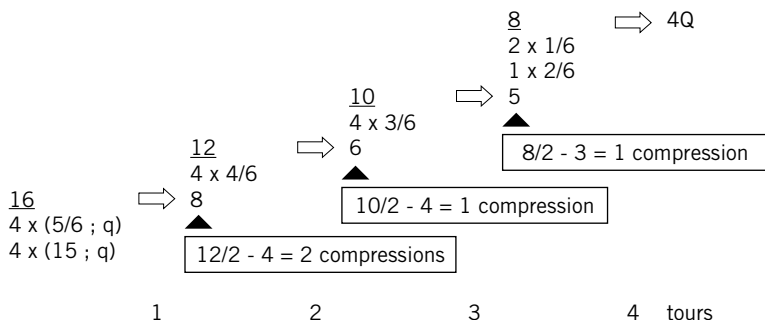 8
4Q
2 x 1/6
1 x 2/6
10
5
4 x 3/6
12
6
8/2 - 3 = 1 compression
4 x 4/6
16
8
10/2 - 4 = 1 compression
4 x (5/6 ; q)
4 x (15 ; q)
12/2 - 4 = 2 compressions
1 2 3 4 tours